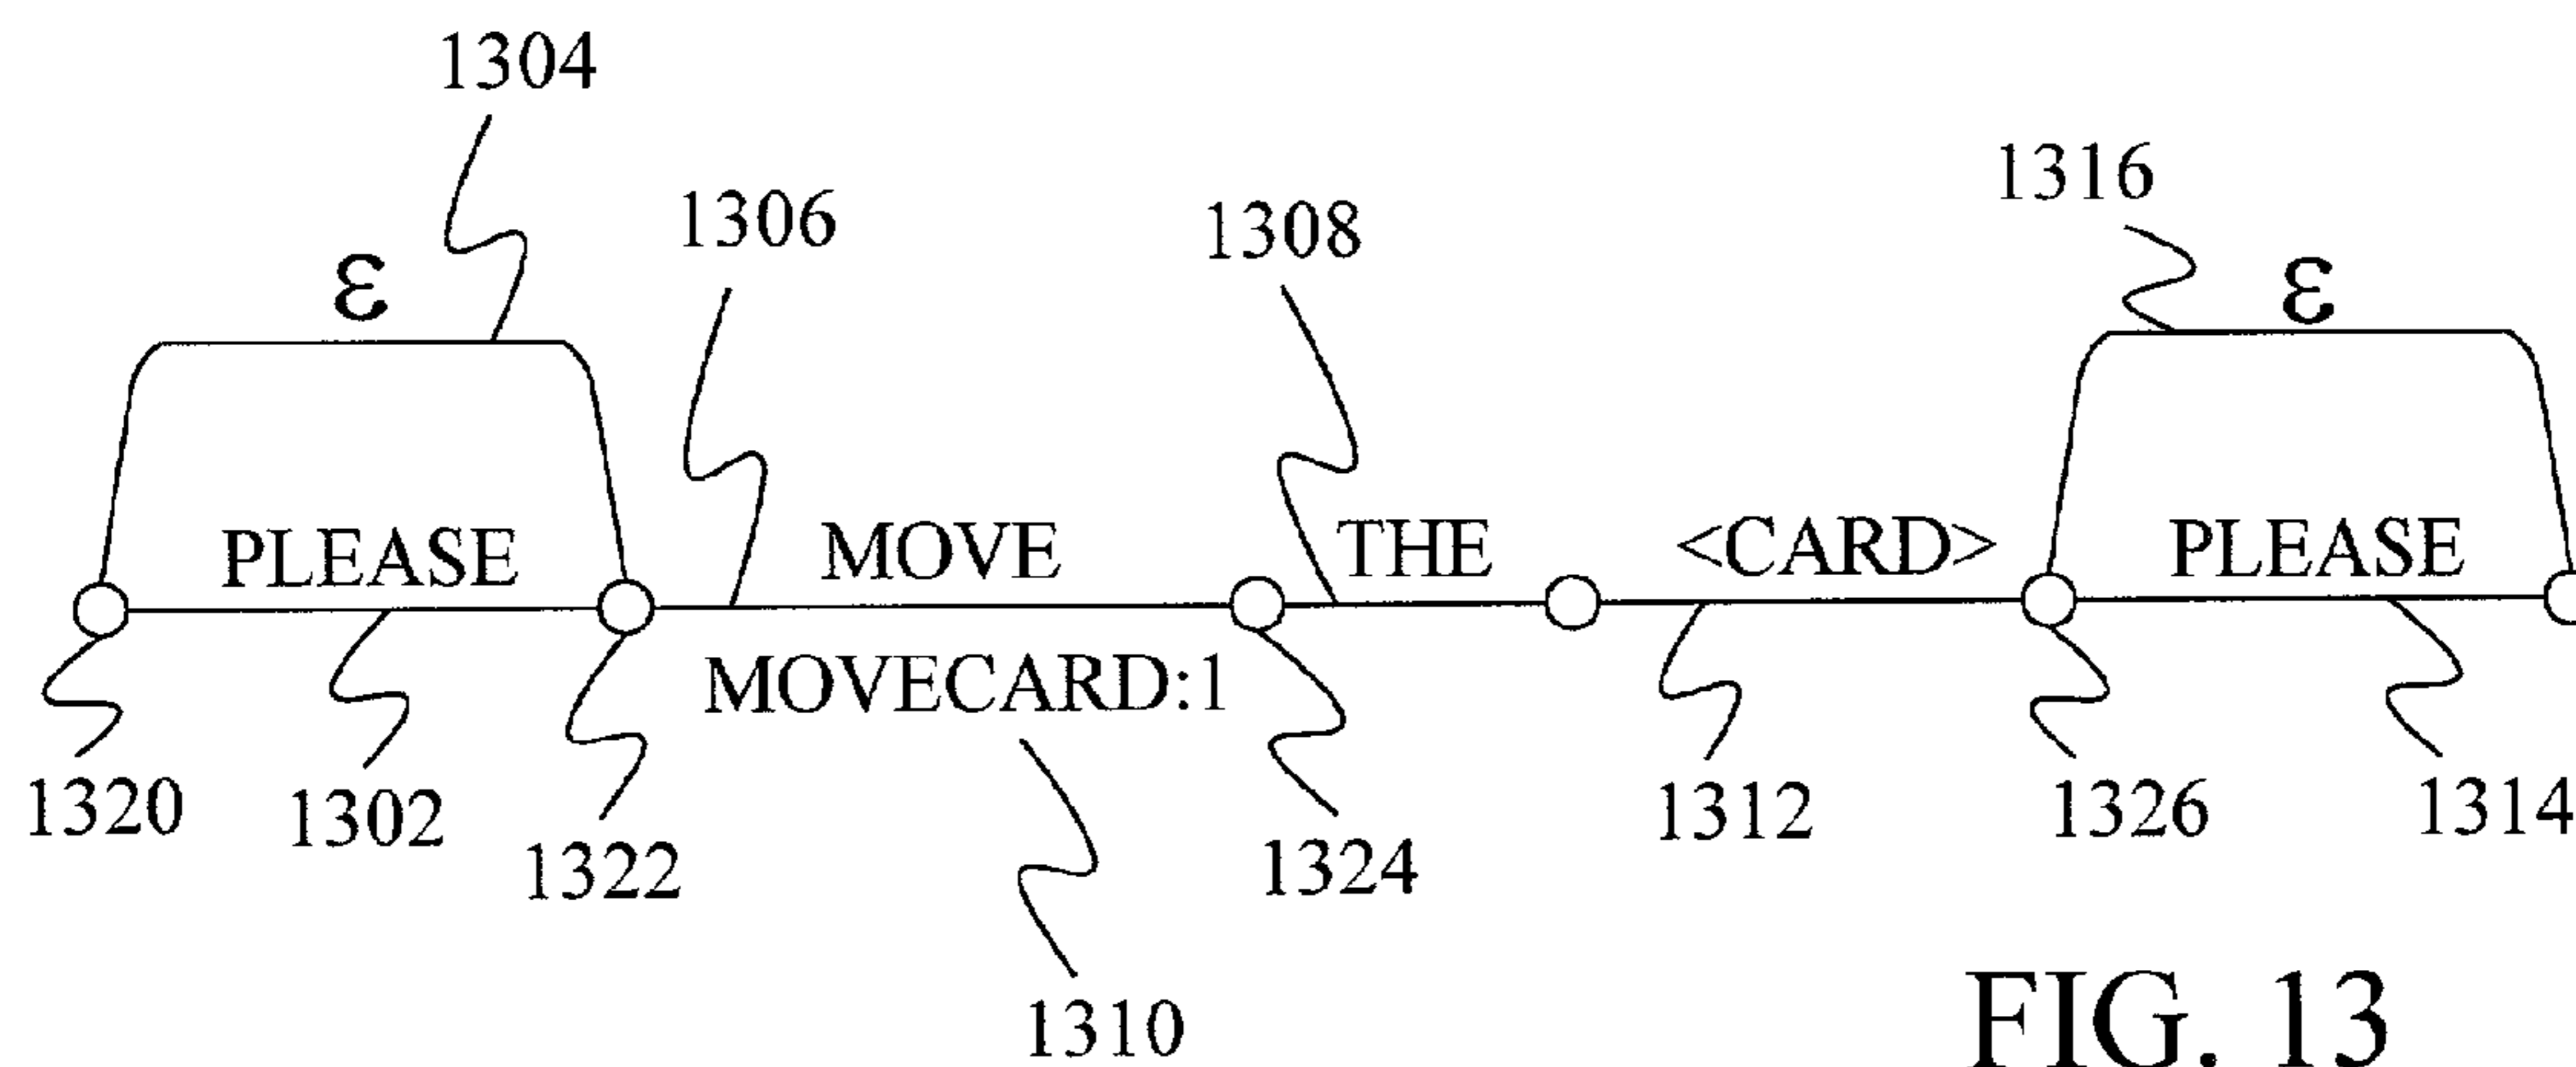 1304
1316
1306
1308
ε
ε
PLEASE
MOVE
THE
<CARD>
PLEASE
MOVECARD:1
1320
1302
1322
1324
1312
1326
1314
1310
FIG. 13